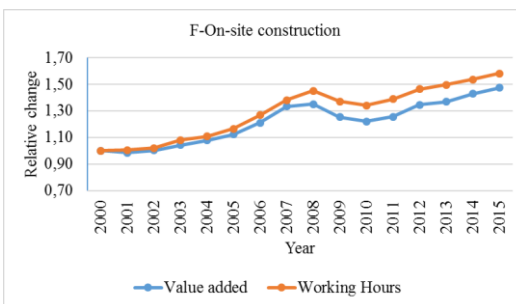 F-On-site construction
Relative change
1,70
1,50
1,30
1,10
0,90
0,70
2000 2001 2002 2003 2004 2005 2006 2007 2008 2009 2010 2011 2012 2013 2014 2015
Year
Value added Working Hours